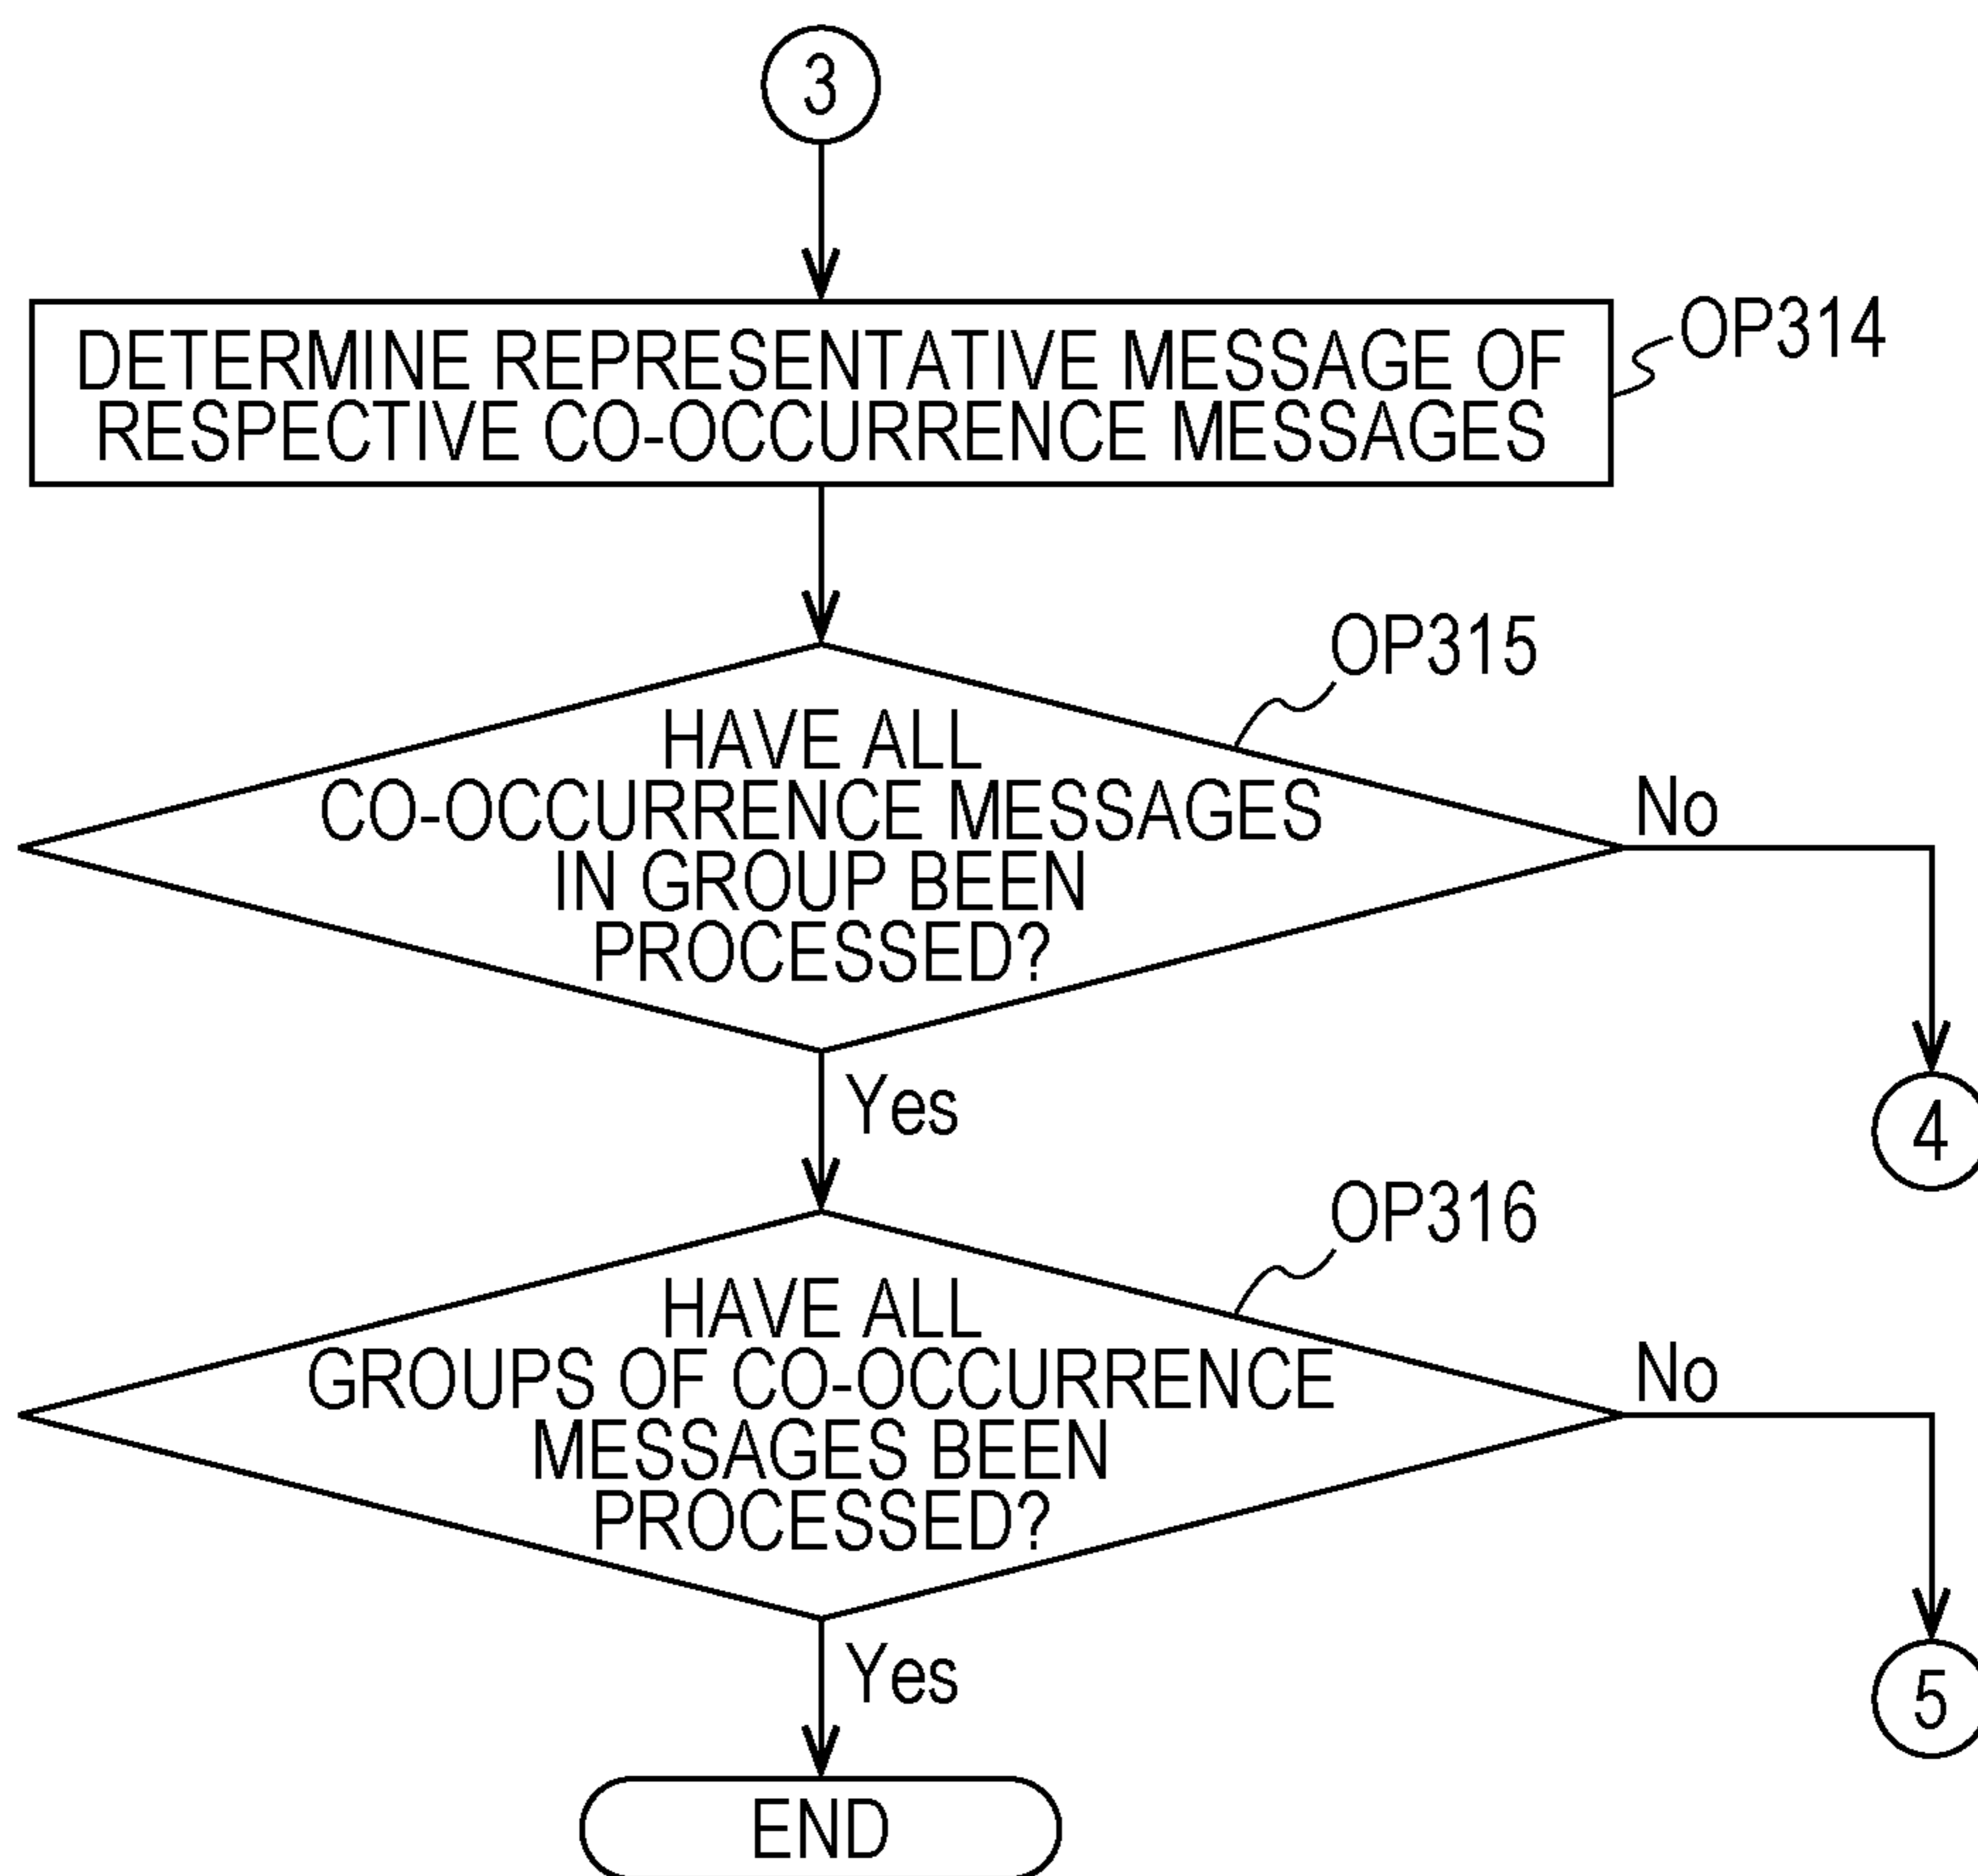 3
DETERMINE REPRESENTATIVE MESSAGE OF
RESPECTIVE CO-OCCURRENCE MESSAGES
OP314
OP315
HAVE ALL
CO-OCCURRENCE MESSAGES
IN GROUP BEEN
PROCESSED?
No
Yes
4
OP316
HAVE ALL
GROUPS OF CO-OCCURRENCE
MESSAGES BEEN
PROCESSED?
No
Yes
5
END